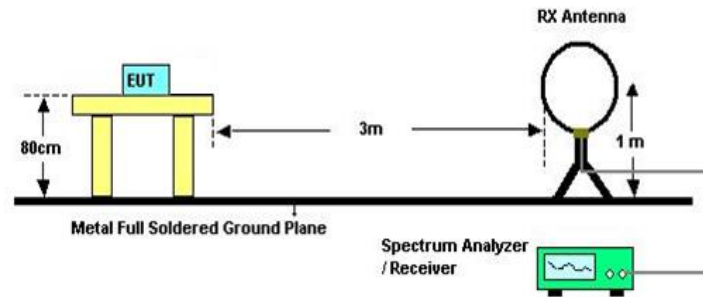 RX Antenna
EUT
3m
80cm
1 m
Metal Full Soldered Ground Plane
Spectrum Analyzer
/ Receiver